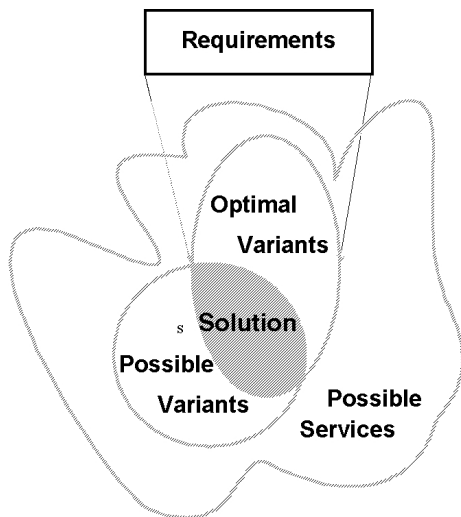 Requirements
Optimal
Variants
s Solution
Possible
Variants
Possible
Services